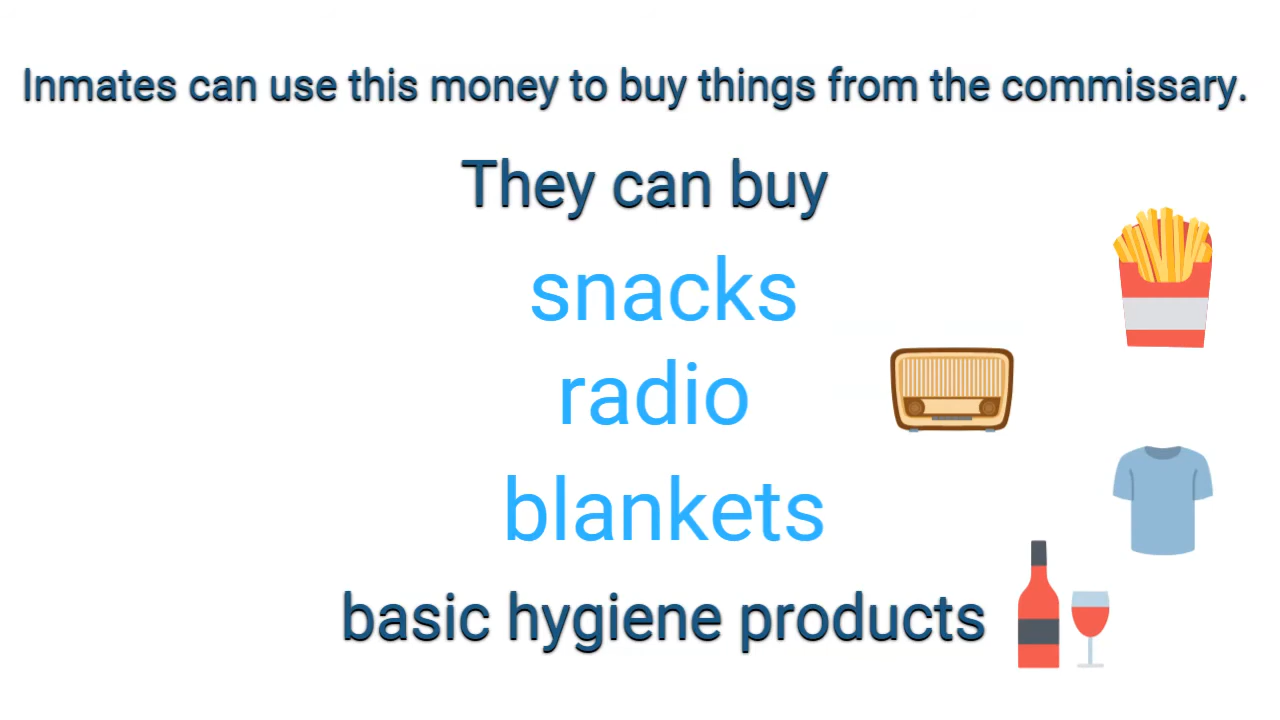 Inmates can use this money to buy things from the commissary.
They can buy
snacks
radio
blankets
basic hygiene products